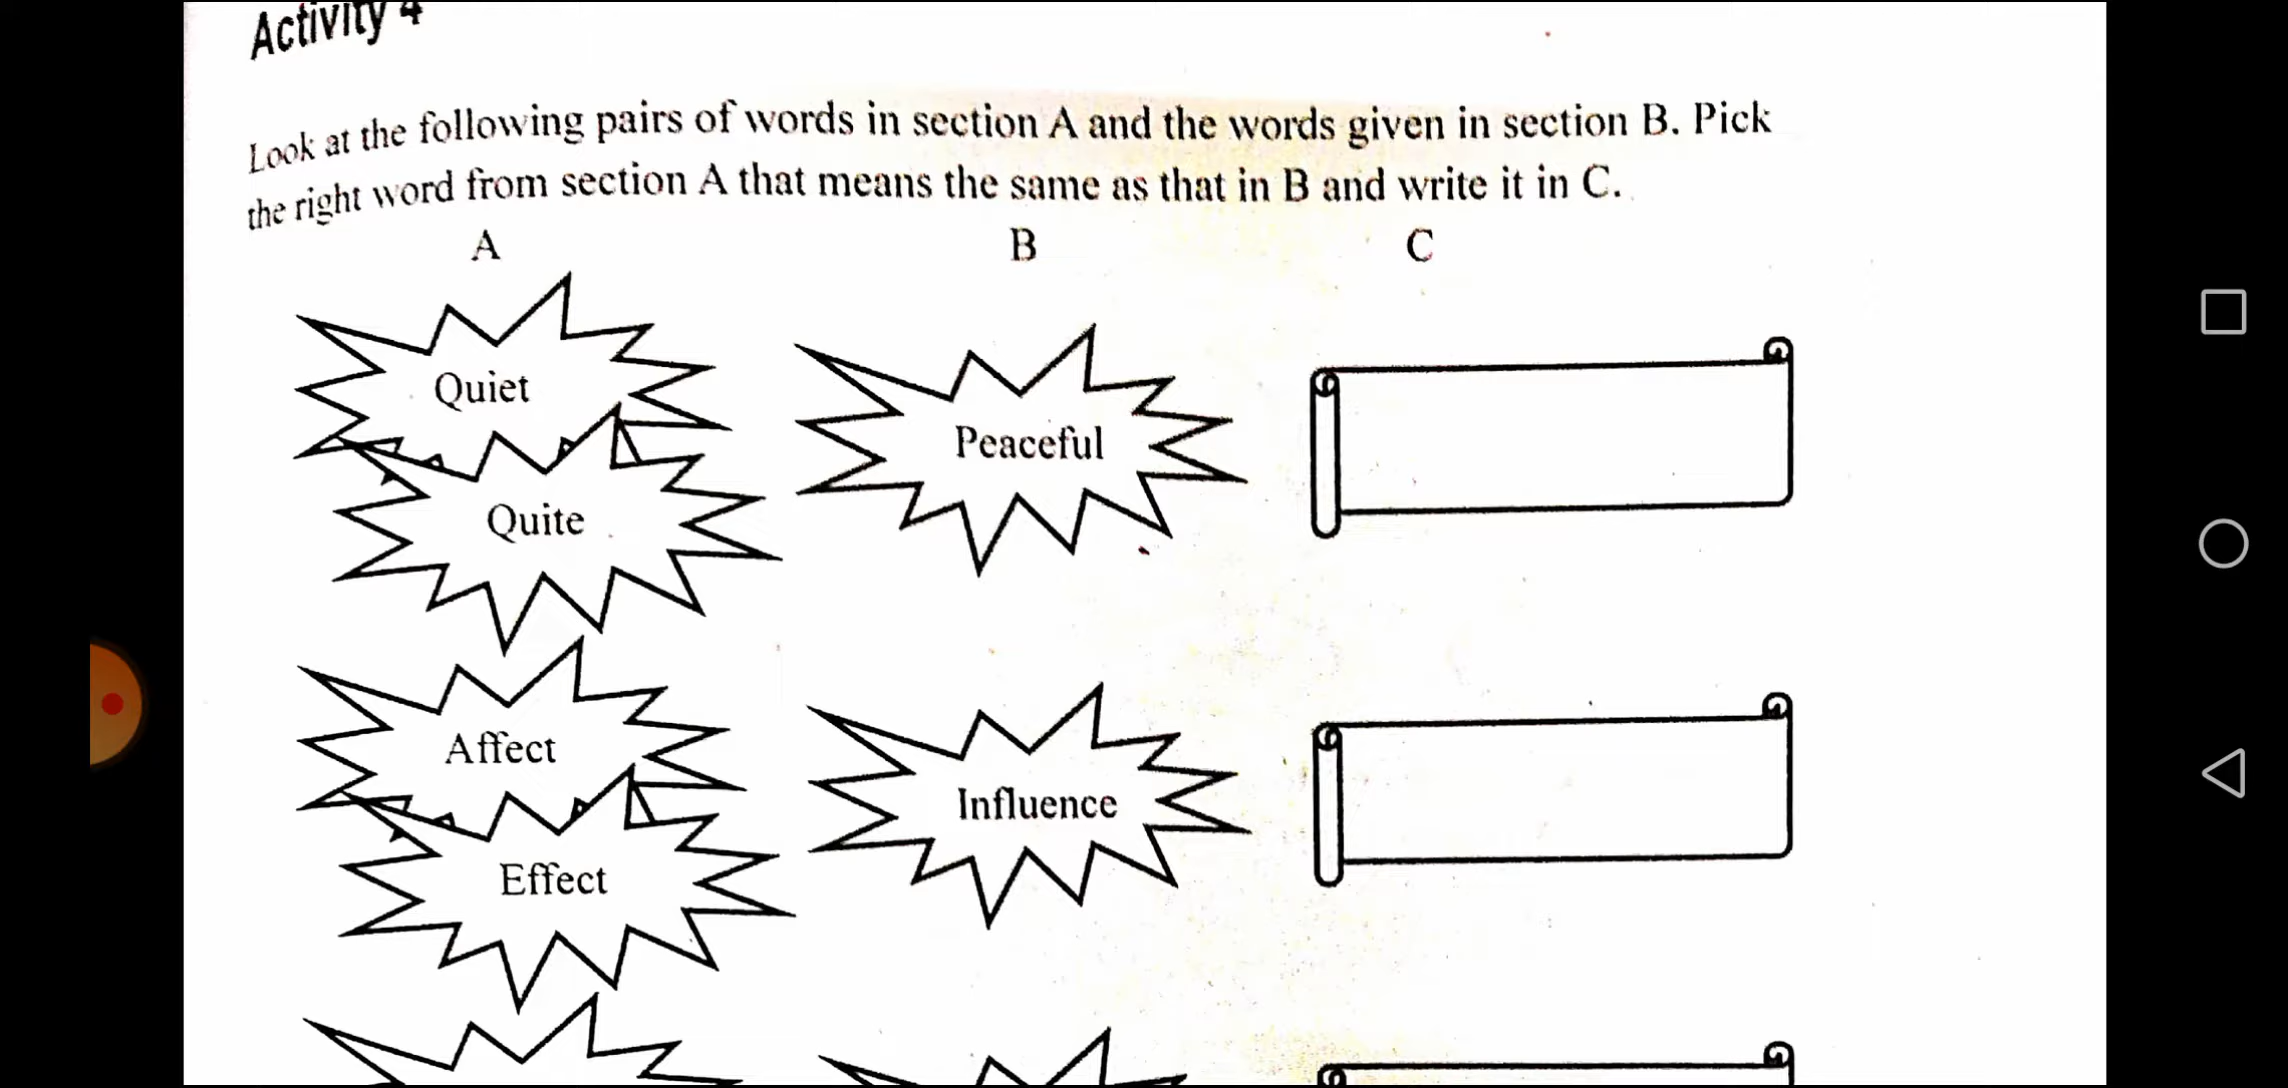 Activity 4
Look at the following pairs of words in section A and the words given in section B. Pick
the right word from section A that means the same as that in B and write it in C.
A B C
Quiet
Peaceful
Quite
Affect
Influence
Effect